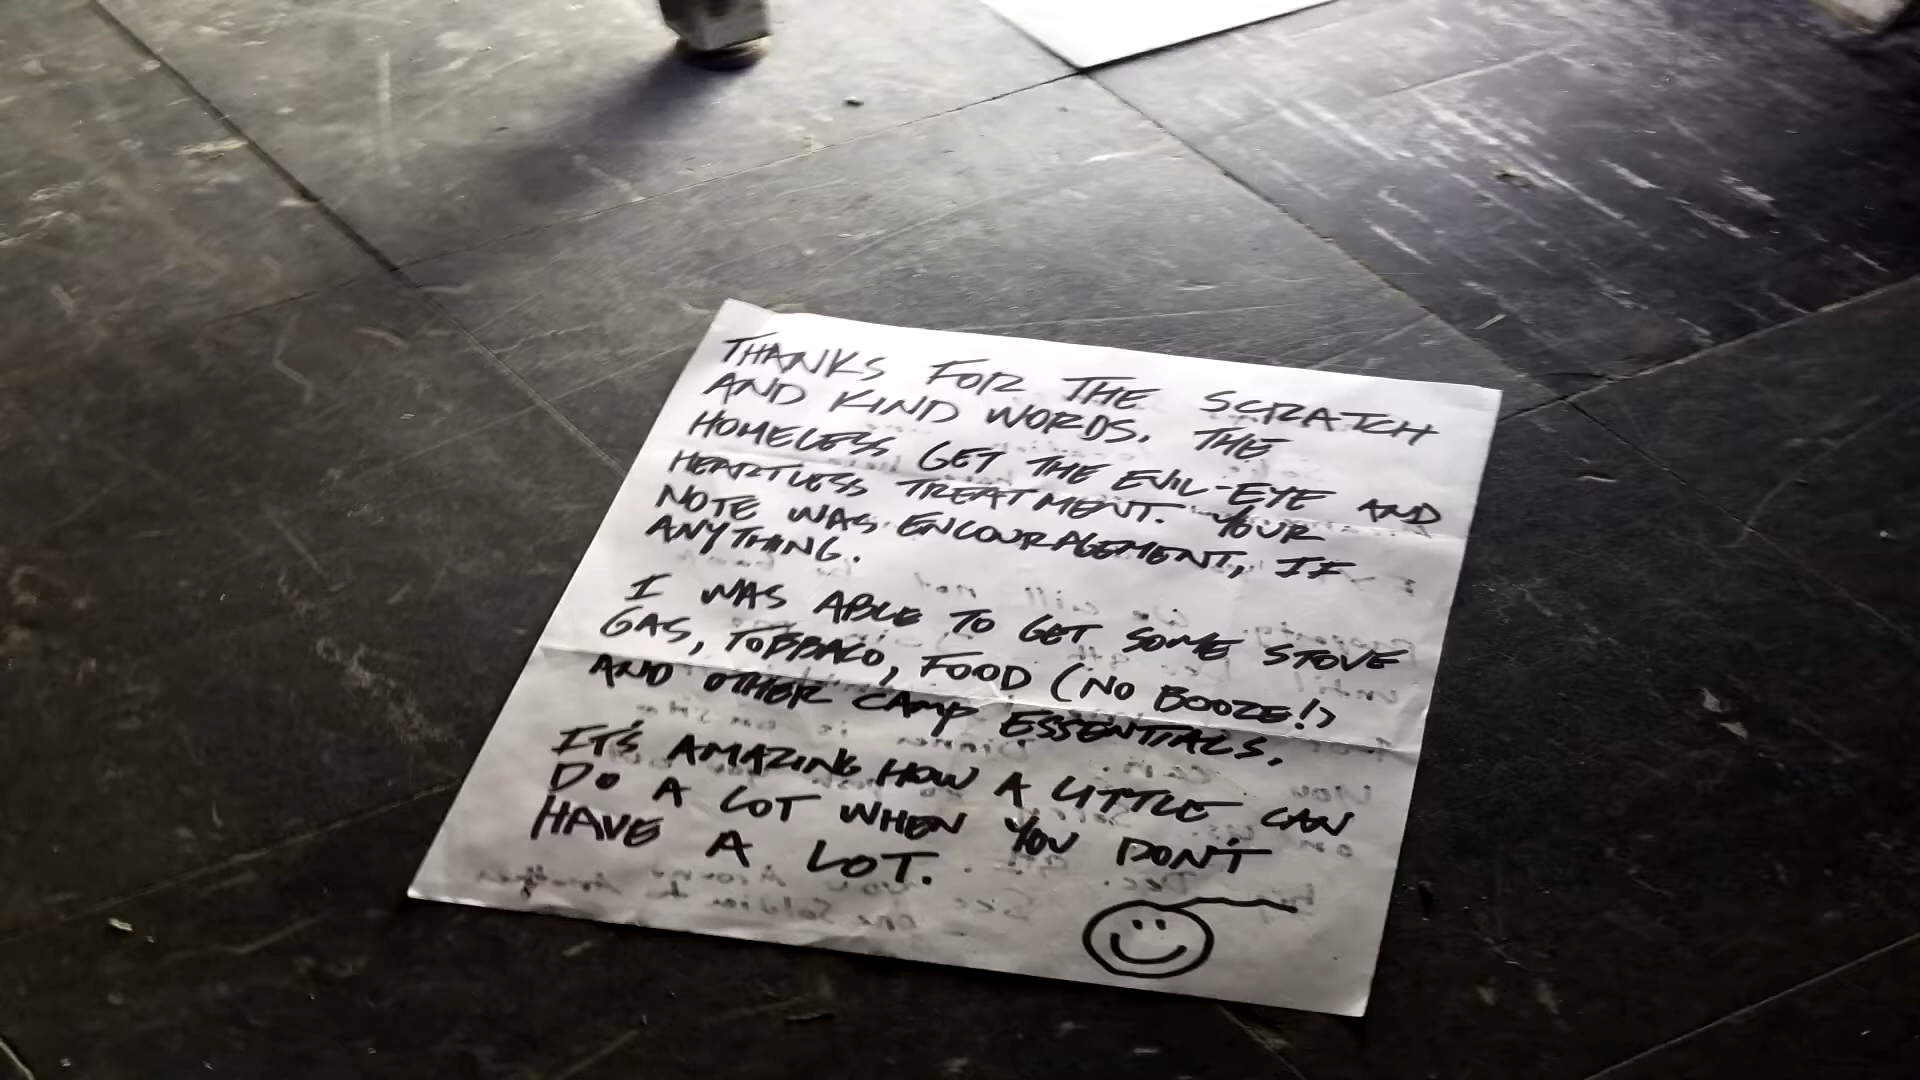 THANKS FOR THE SCRATCH
AND KIND WORDS. THE
HOMELESS GET THE EVIL-EYE AND
HEARTLESS TREATMENT. YOUR
NOTE WAS ENCOURAGEMENT, IF
ANYTHING.
I WAS ABLE TO GET SOME STOVE
GAS, TOBBACO, FOOD (NO BOOZE!)
AND OTHER CAMP ESSENTIALS.
IT'S AMAZING HOW A LITTLE CAN
DO A LOT WHEN YOU DON'T
HAVE A LOT.